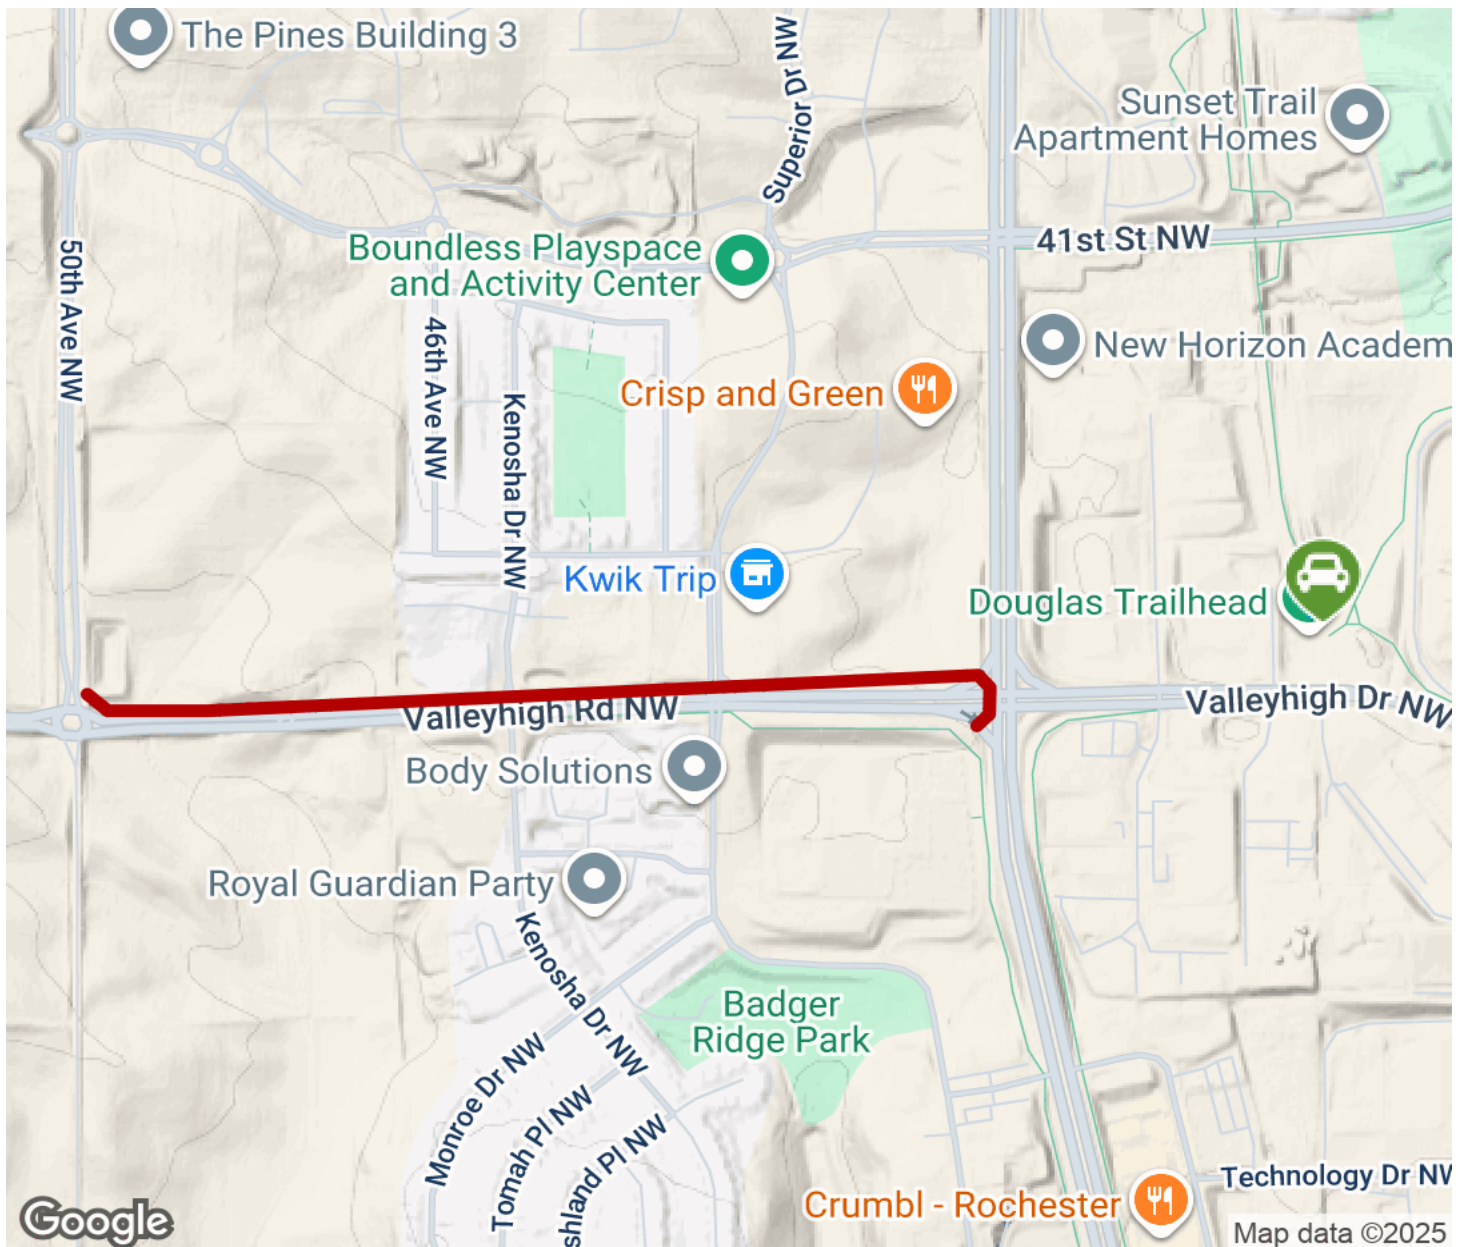 The Pines Building 3
Superior Dr NW
Sunset Trail
Apartment Homes
50th Ave NW
Boundless Playspace
and Activity Center
41st St NW
46th Ave NW
New Horizon Academ
Crisp and Green
Kenosha Dr NW
Kwik Trip
Douglas Trailhead
Valleyhigh Rd NW
Valleyhigh Dr NW
Body Solutions
Royal Guardian Party
Kenosha Dr NW
Badger
Ridge Park
Monroe Dr NW
Tomah Pl NW
shland Pl NW
Technology Dr NW
Crumbl - Rochester
Google
Map data ©2025